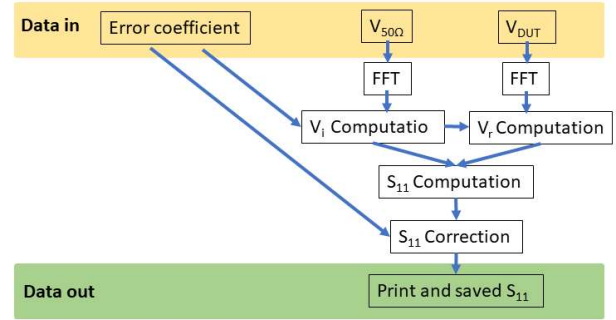 Data in
Error coefficient
V50Ω
VDUT
FFT
FFT
Vi Computatio
Vr Computation
S11 Computation
S11 Correction
Data out
Print and saved S11